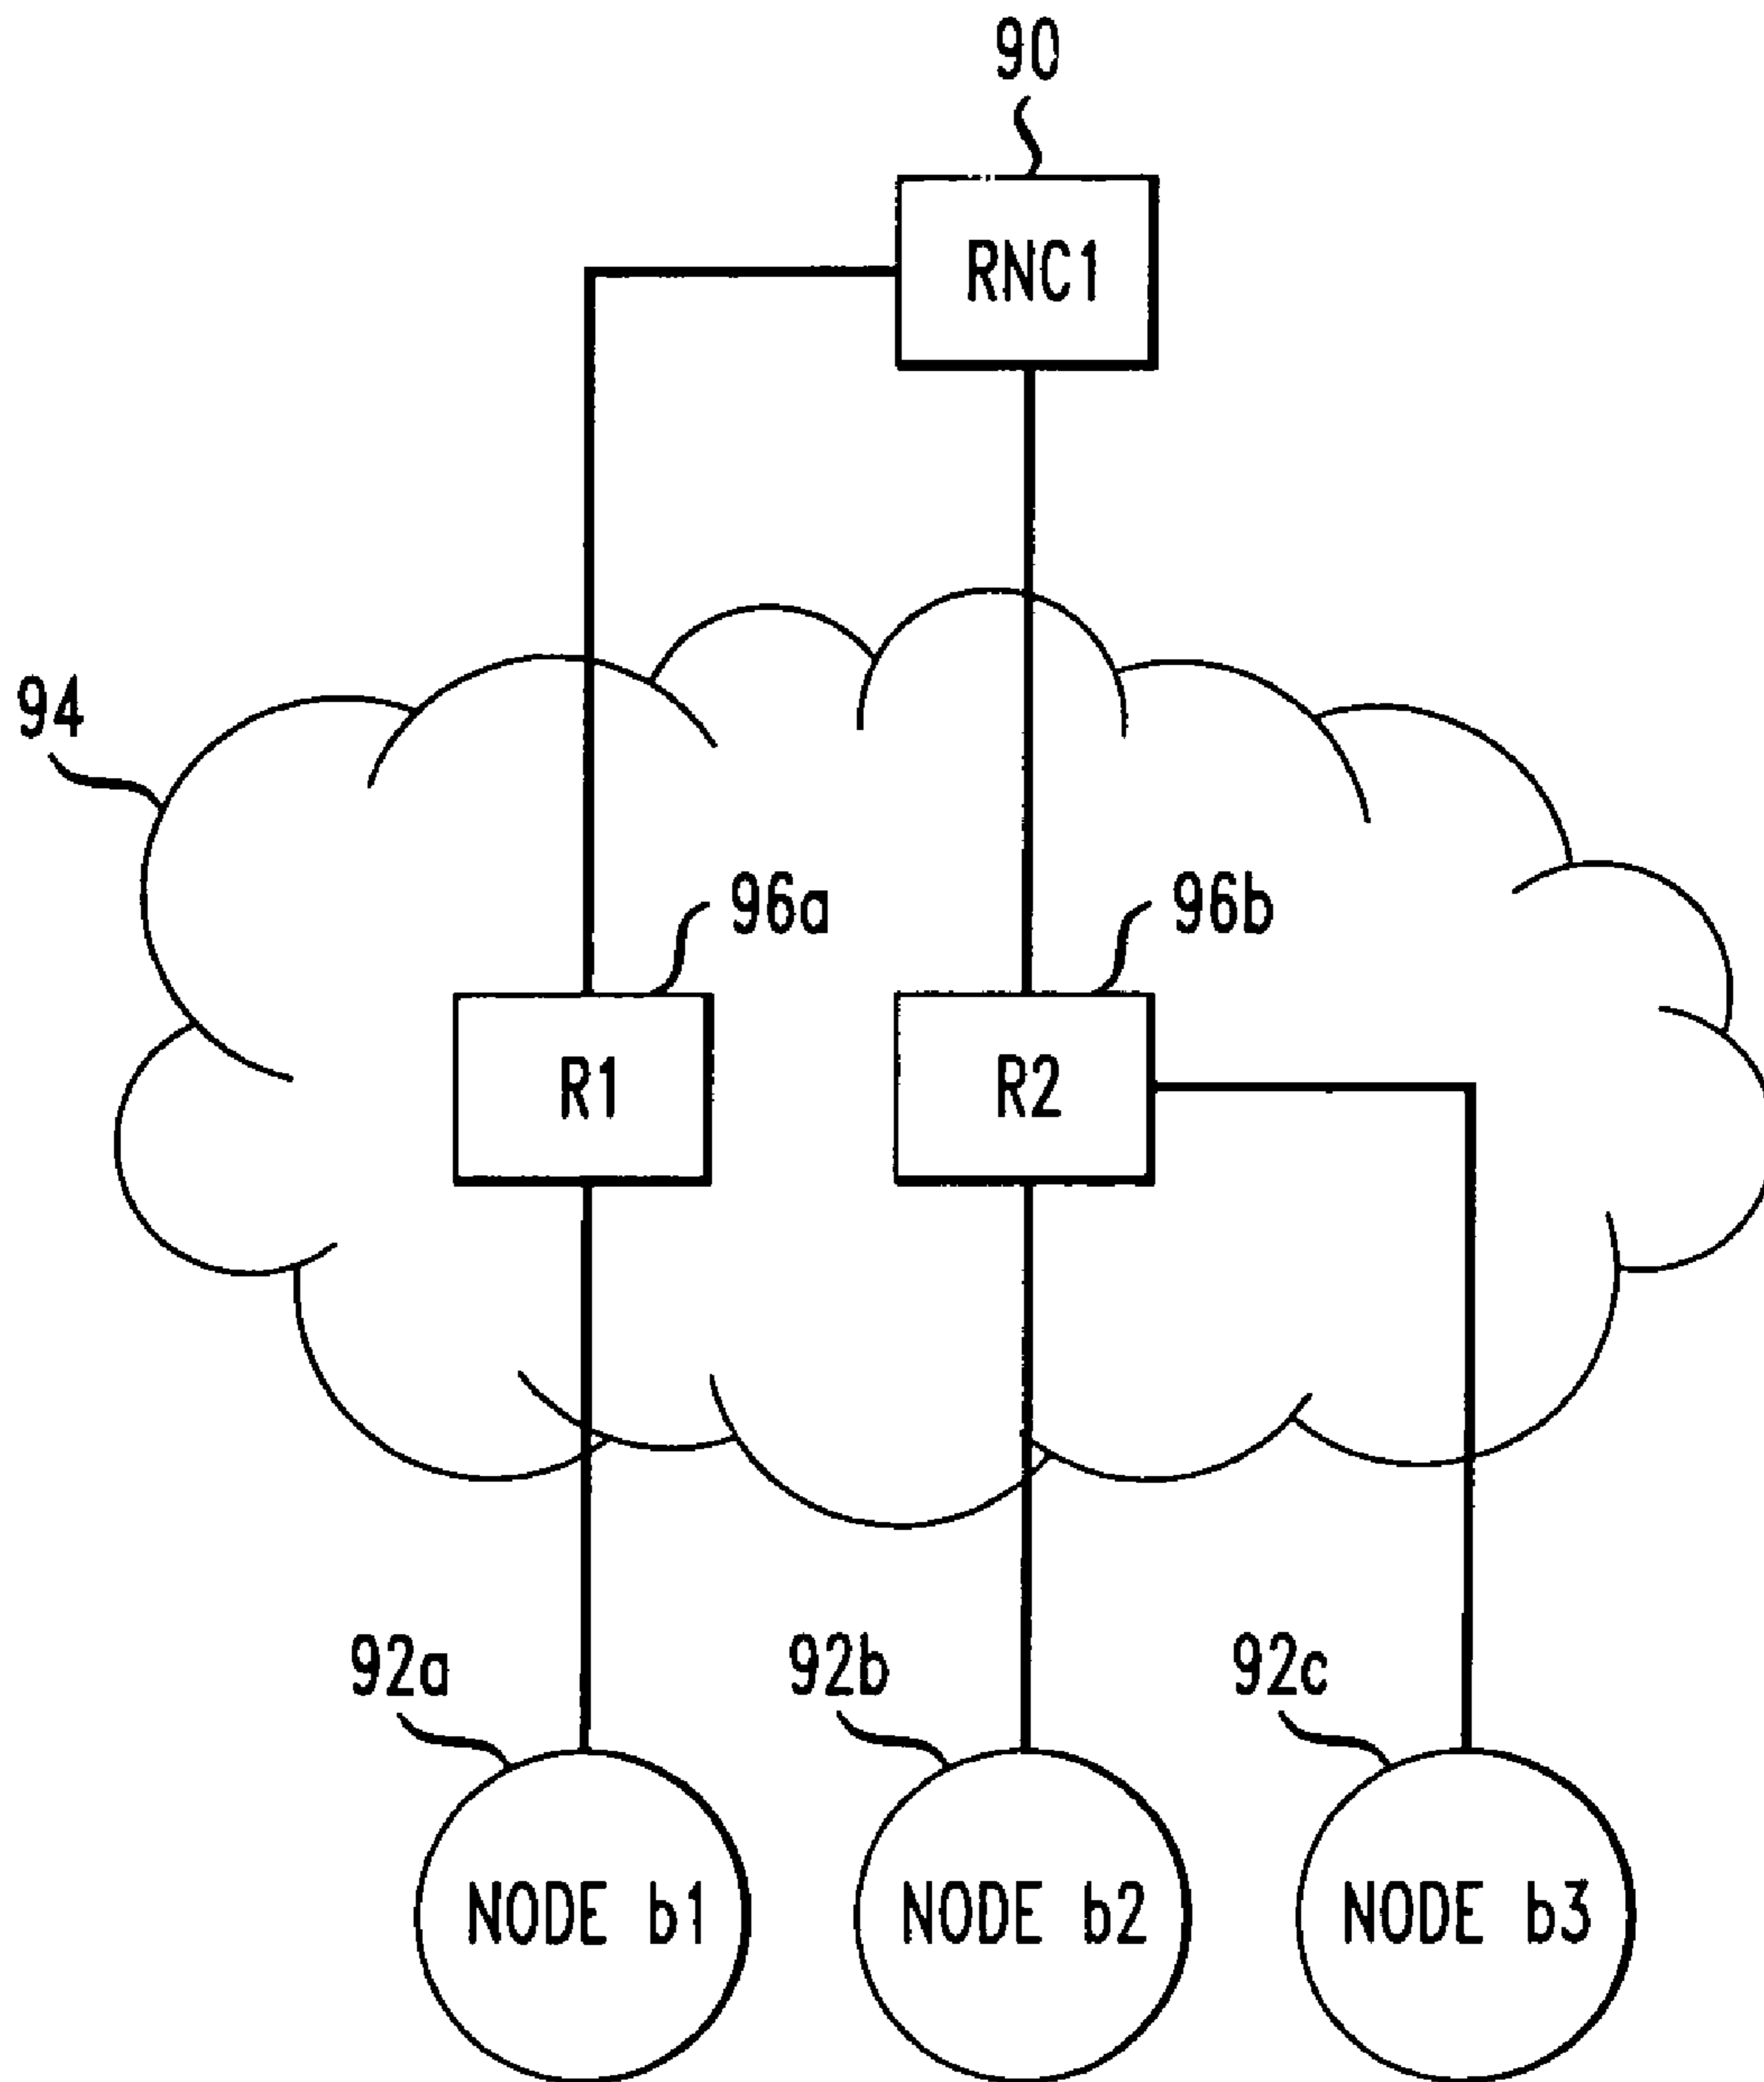 90
RNC1
94
96a
96b
R1
R2
92a
92b
92c
NODE b1
NODE b2
NODE b3